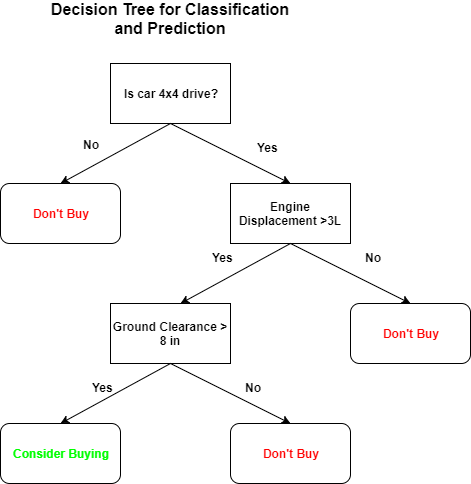 Decision Tree for Classification
and Prediction
Is car 4x4 drive?
No
Yes
Don't Buy
Engine
Displacement >3L
Yes
No
Ground Clearance >
8 in
Don't Buy
Yes
No
Consider Buying
Don't Buy